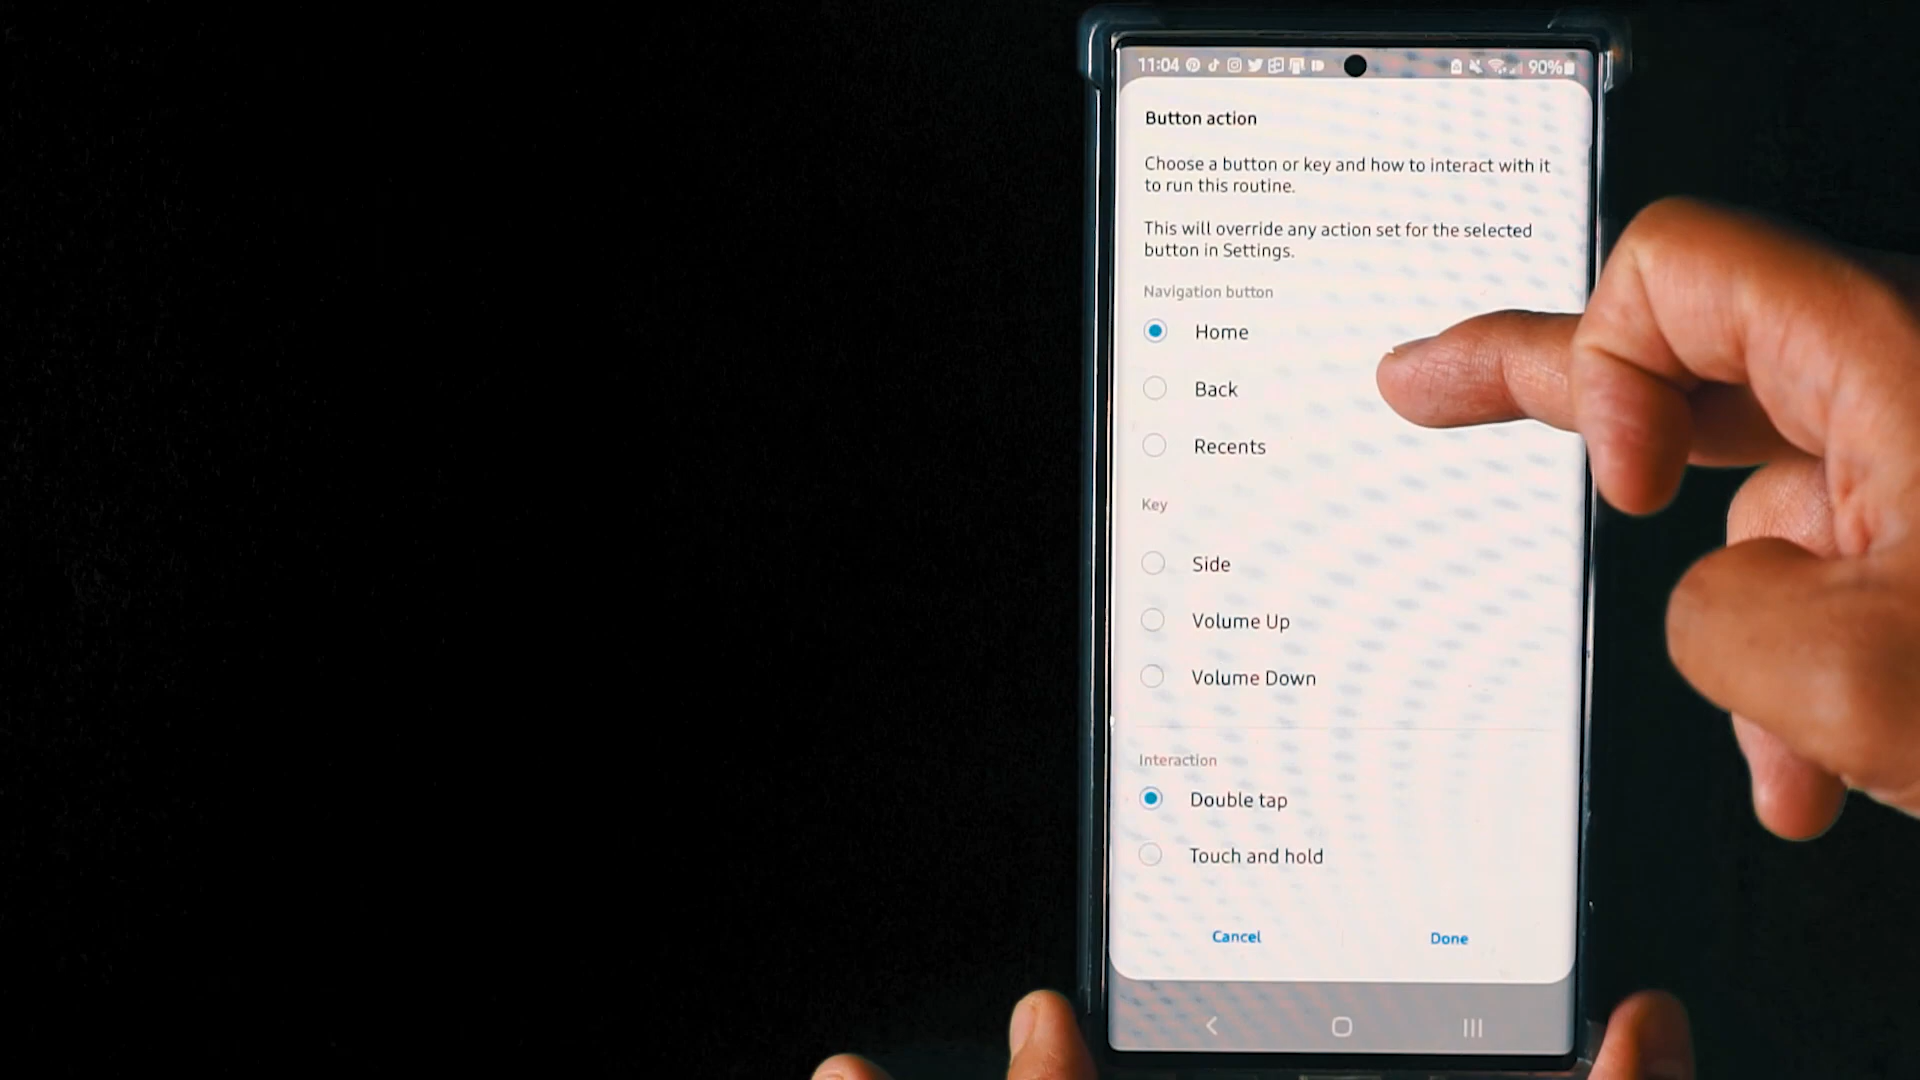 11:04 90%
Button action
Choose a button or key and how to interact with it
to run this routine.
This will override any action set for the selected
button in Settings.
Navigation button
Home
Back
Recents
Key
Side
Volume Up
Volume Down
Interaction
Double tap
Touch and hold
Cancel Done